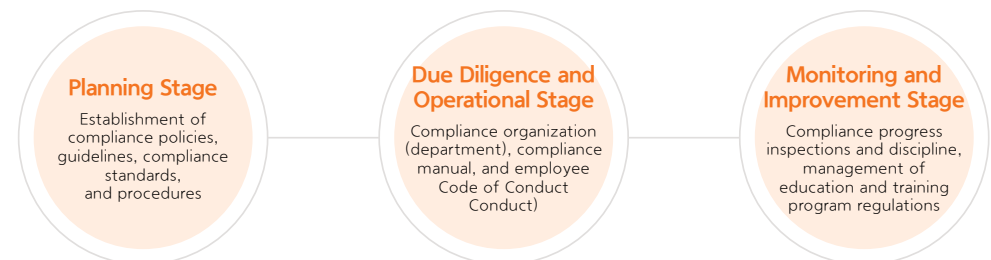 Planning Stage
Establishment of
compliance policies,
guidelines, compliance
standards,
and procedures
Due Diligence and
Operational Stage
Compliance organization
(department), compliance
manual, and employee
Code of Conduct
Conduct)
Monitoring and
Improvement Stage
Compliance progress
inspections and discipline,
management of
education and training
program regulations